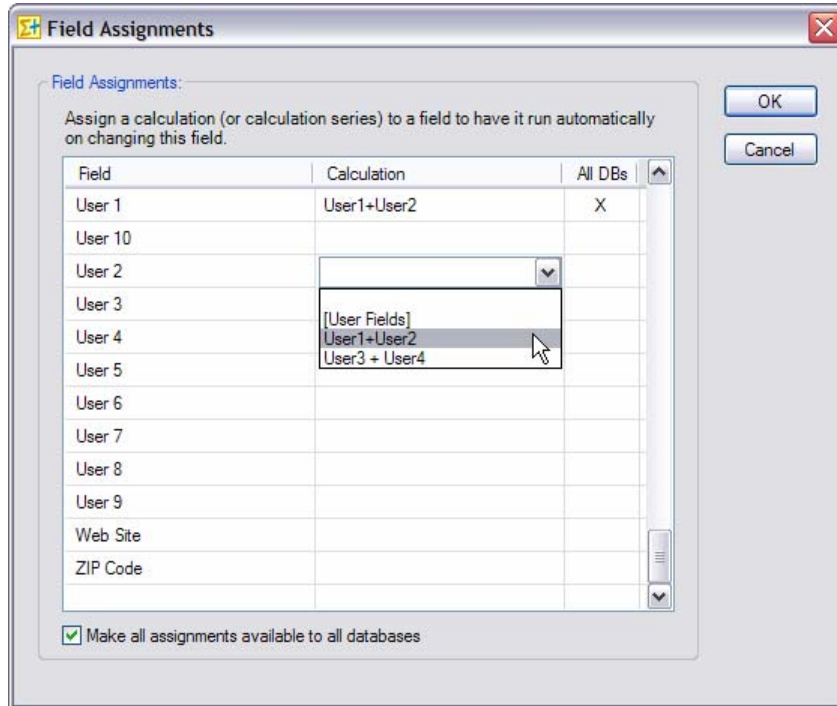 Field Assignments
Field Assignments:
OK
Assign a calculation (or calculation series) to a field to have it run automatically
on changing this field.
Cancel
Field Calculation All DBs
User 1 User1+User2 X
User 10
User 2
User 3
[User Fields]
User 4 User1+User2
User3 + User4
User 5
User 6
User 7
User 8
User 9
Web Site
ZIP Code
Make all assignments available to all databases